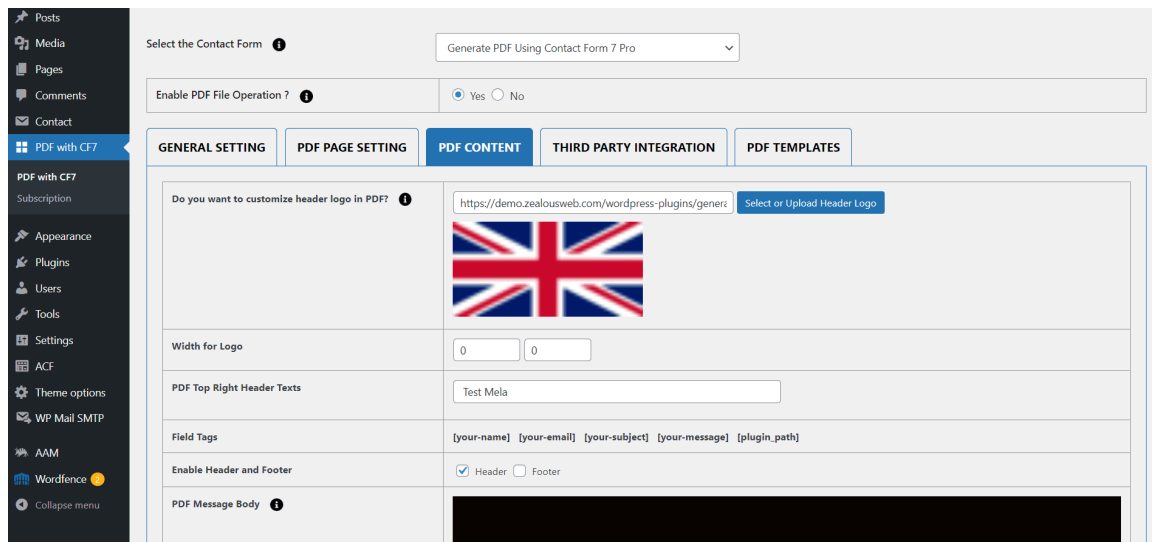 Posts
Media
Pages
Comments
Contact
PDF with CF7
PDF with CF7
Subscription
Appearance
Plugins
Users
Tools
Settings
ACF
Theme options
WP Mail SMTP
AAM
Wordfence 2
Collapse menu
Select the Contact Form
Generate PDF Using Contact Form 7 Pro
Enable PDF File Operation ?
Yes No
GENERAL SETTING PDF PAGE SETTING PDF CONTENT THIRD PARTY INTEGRATION PDF TEMPLATES
Do you want to customize header logo in PDF?
https://demo.zealousweb.com/wordpress-plugins/genera Select or Upload Header Logo
Width for Logo
0 0
PDF Top Right Header Texts
Test Mela
Field Tags
[your-name] [your-email] [your-subject] [your-message] [plugin_path]
Enable Header and Footer
Header Footer
PDF Message Body